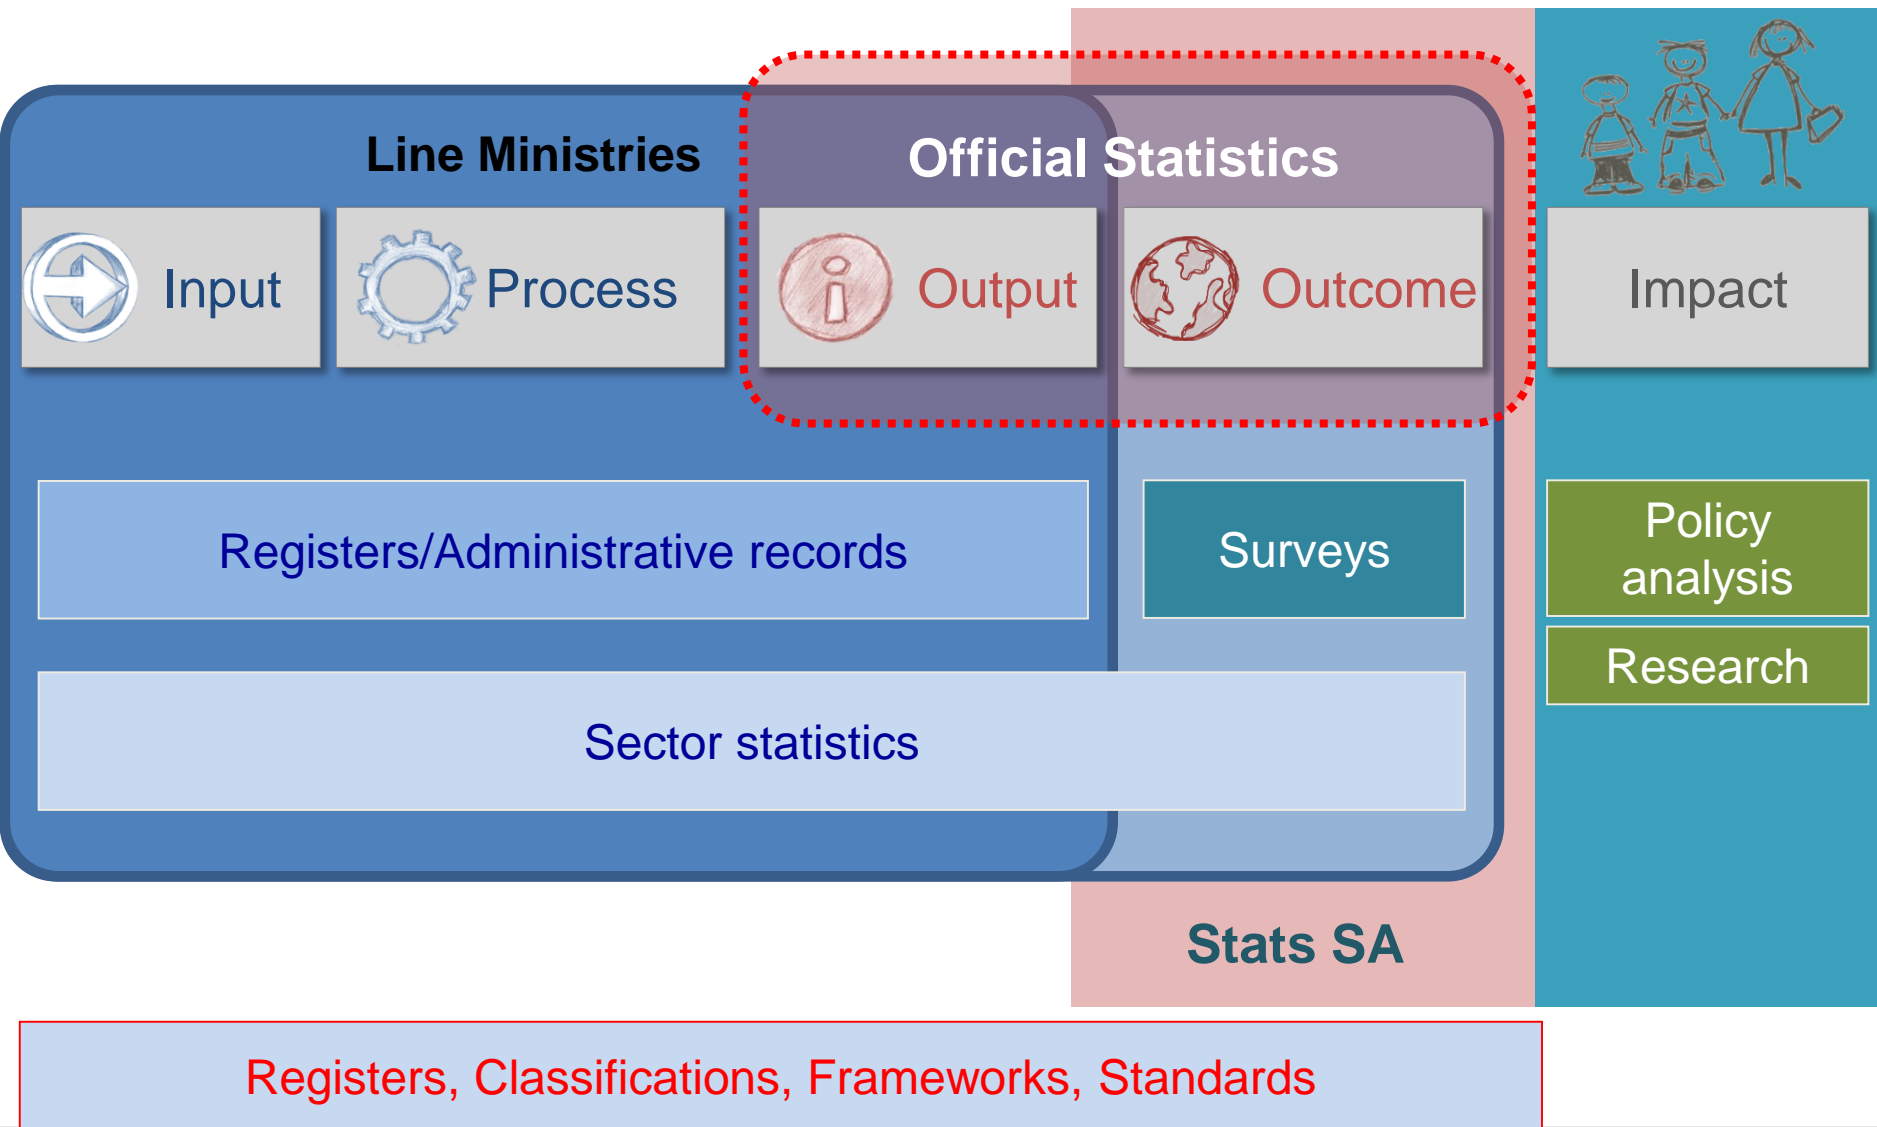 Line Ministries
Official Statistics
Input
Process
Output
Outcome
Impact
Registers/Administrative records
Surveys
Policy
analysis
Research
Sector statistics
Stats SA
Registers, Classifications, Frameworks, Standards